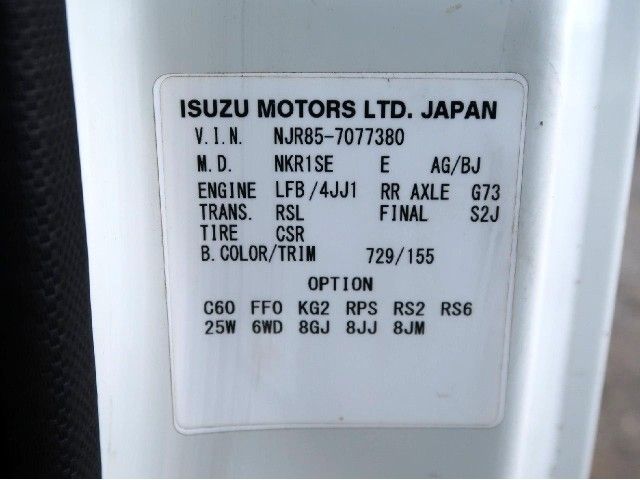 ISUZU MOTORS LTD. JAPAN
V.I.N. NJR85-7077380
M.D. NKR1SE E AG/BJ
ENGINE LFB/4JJ1 RR AXLE G73
TRANS. RSL FINAL S2J
TIRE CSR
B.COLOR/TRIM 729/155
OPTION
C60 FF0 KG2 RPS RS2 RS6
25W 6WD 8GJ 8JJ 8JM